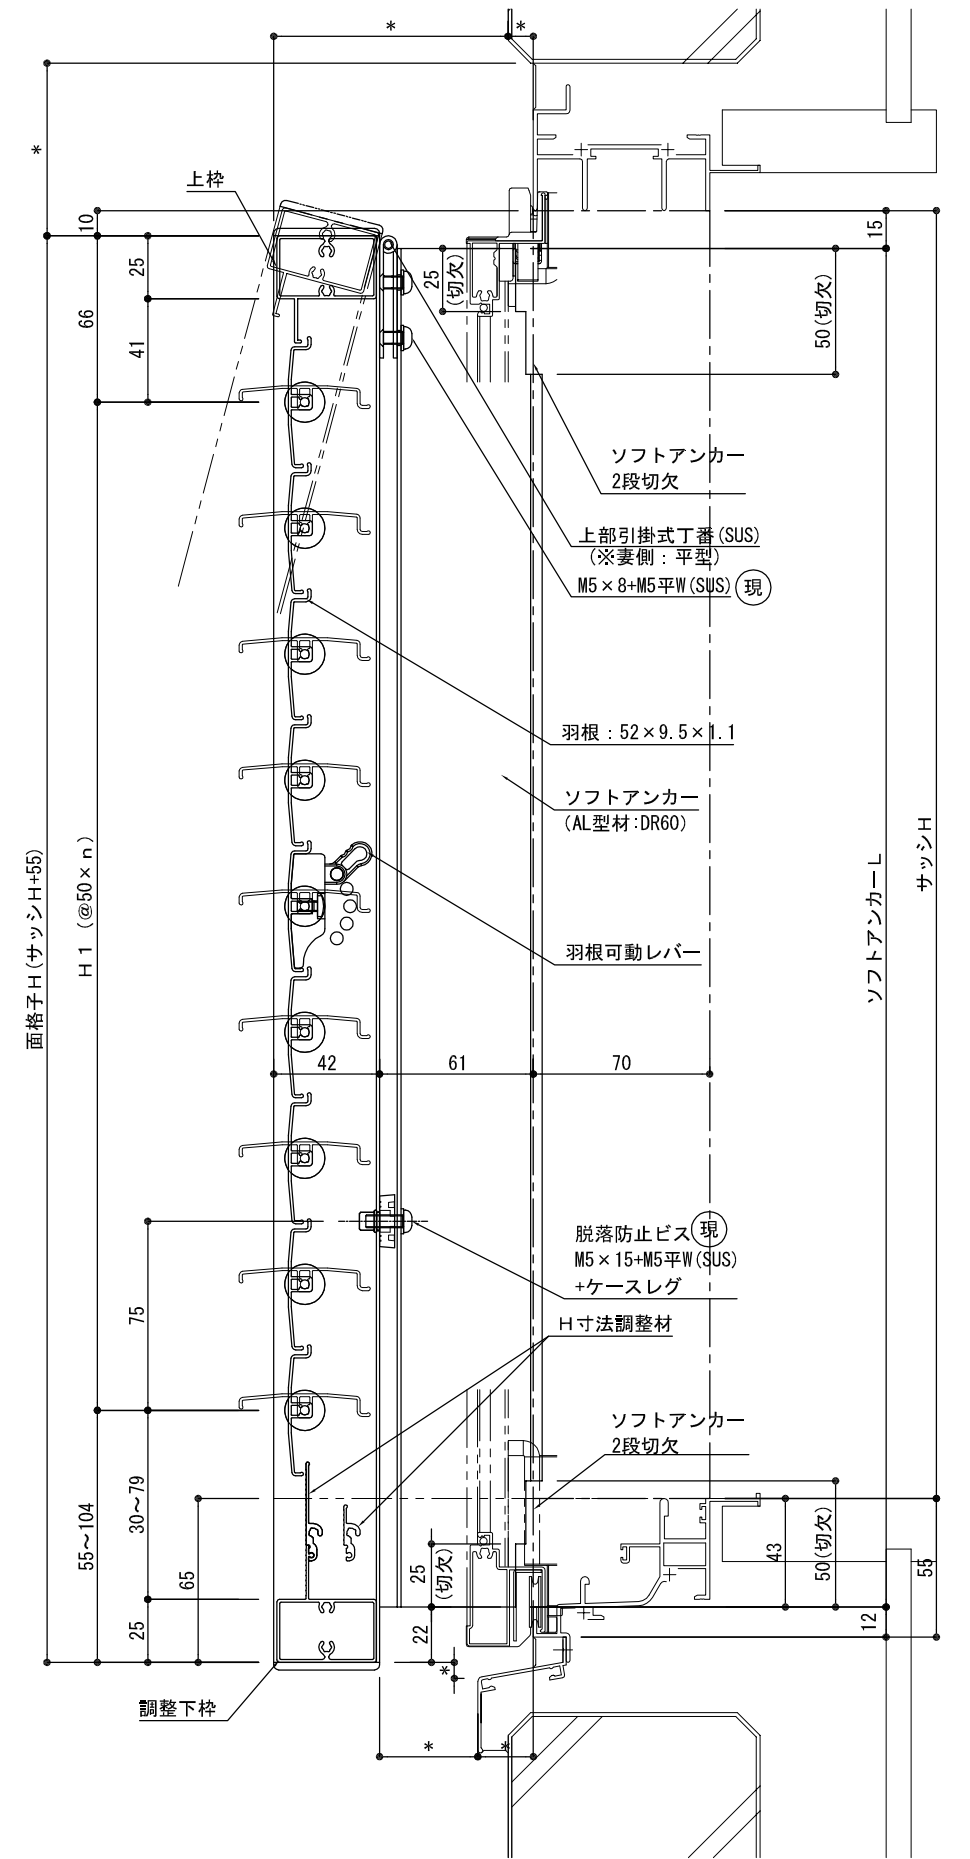 *
*
*
上枠
10
15
25
66
41
25
(切欠)
50(切欠)
ソフトアンカー
2段切欠
上部引掛式丁番(SUS)
(※妻側：平型)
M5×8+M5平W(SUS) 現
羽根：52×9.5×1.1
ソフトアンカー
(AL型材:DR60)
面格子H(サッシH+55)
H1 (@50×n)
ソフトアンカーL
サッシH
羽根可動レバー
42
61
70
脱落防止ビス 現
M5×15+M5平W(SUS)
+ケースレグ
75
H寸法調整材
ソフトアンカー
2段切欠
30~79
55~104
65
25
(切欠)
43
50(切欠)
55
25
22
12
*
調整下枠
*
*